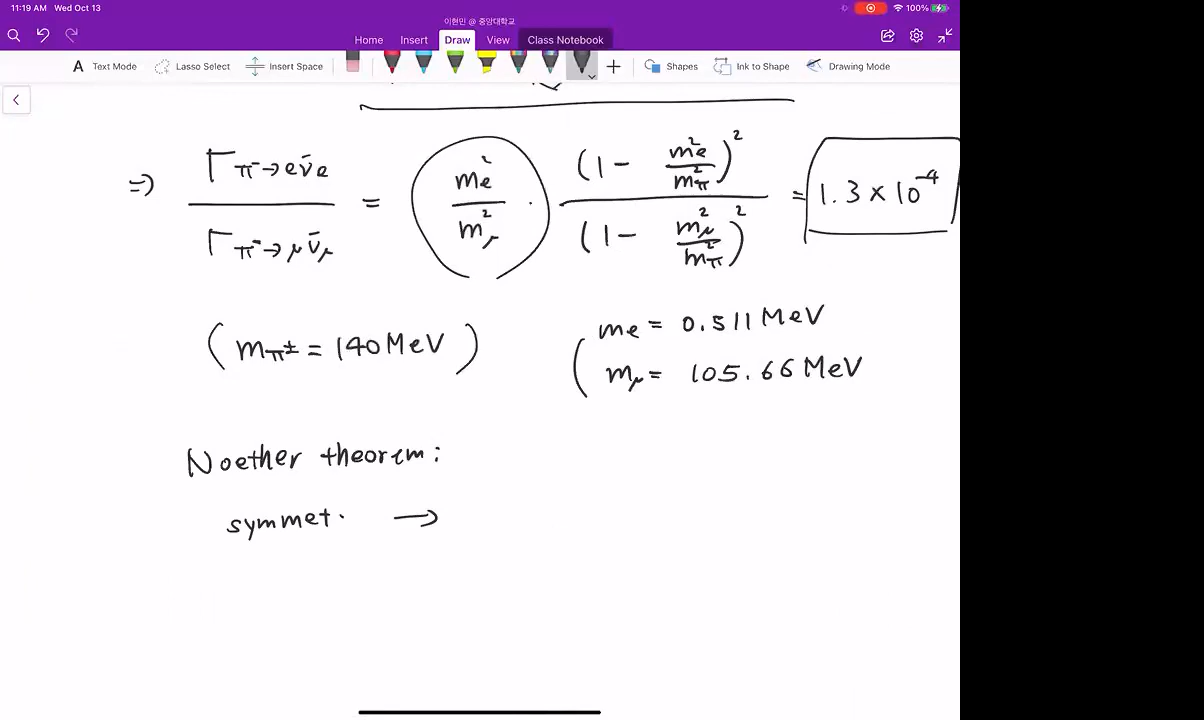 11:19 AM Wed Oct 13
100%
이현민 @ 중앙대학교
Home Insert Draw View Class Notebook
Text Mode Lasso Select Insert Space Shapes Ink to Shape Drawing Mode
⇒ Γπ⁻→eν̄e / Γπ⁻→μν̄μ = me²/mμ² · (1 - me²/mπ²)² / (1 - mμ²/mπ²)² = 1.3 × 10⁻⁴
(mπ± = 140 MeV)
(me = 0.511 MeV
mμ = 105.66 MeV
Noether theorem:
symmet. →